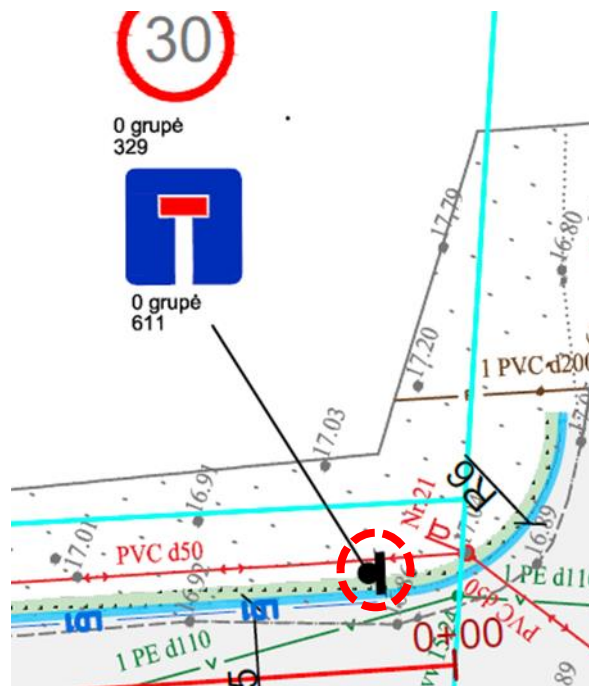 30
0 grupė
329
0 grupė
611
17.79
16.80
17.20
1 PVC d200
17.03
R6
16.91
Nr.21
16.89
17.01
PVC d50
16.92
1 PE d110
PVC d50
LD1
LD1
0+00
1 PE d110